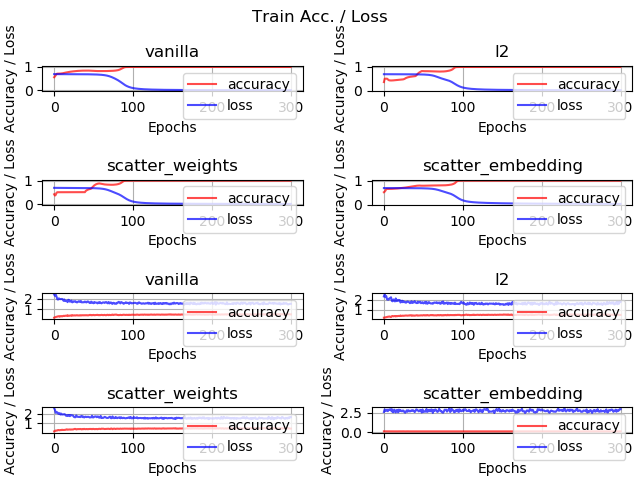 Train Acc. / Loss
vanilla
Accuracy / Loss
1
0
accuracy
loss
0 100 200 300
Epochs
l2
Accuracy / Loss
1
0
accuracy
loss
0 100 200 300
Epochs
scatter_weights
Accuracy / Loss
1
0
accuracy
loss
0 100 200 300
Epochs
scatter_embedding
Accuracy / Loss
1
0
accuracy
loss
0 100 200 300
Epochs
vanilla
Accuracy / Loss
2
1
accuracy
loss
0 100 200 300
Epochs
l2
Accuracy / Loss
2
1
accuracy
loss
0 100 200 300
Epochs
scatter_weights
Accuracy / Loss
2
1
accuracy
loss
0 100 200 300
Epochs
scatter_embedding
Accuracy / Loss
2.5
0.0
accuracy
loss
0 100 200 300
Epochs